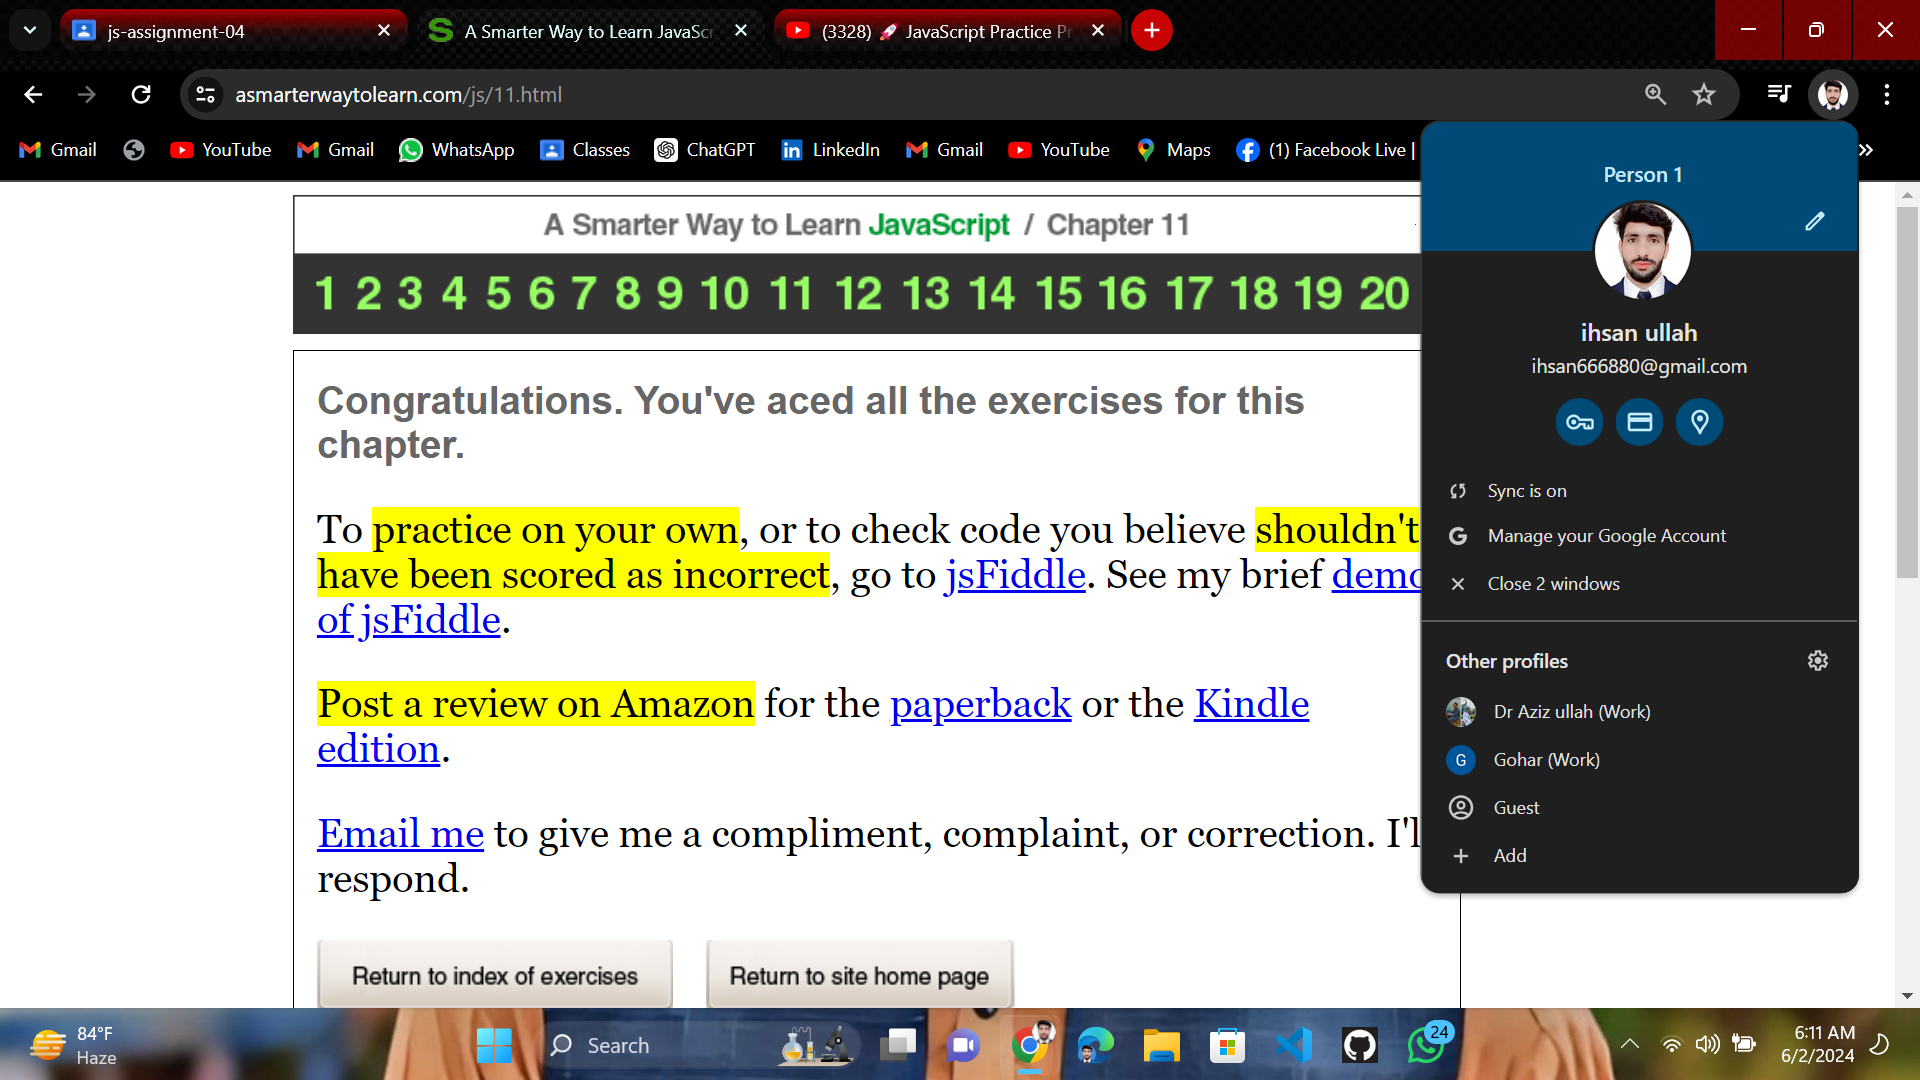 js-assignment-04
A Smarter Way to Learn JavaScr
(3328) 🚀 JavaScript Practice Pr
asmarterwaytolearn.com/js/11.html
Gmail
YouTube
Gmail
WhatsApp
Classes
ChatGPT
LinkedIn
Gmail
YouTube
Maps
(1) Facebook Live |
A Smarter Way to Learn JavaScript / Chapter 11
1 2 3 4 5 6 7 8 9 10 11 12 13 14 15 16 17 18 19 20
Congratulations. You've aced all the exercises for this
chapter.
To practice on your own, or to check code you believe shouldn't
have been scored as incorrect, go to jsFiddle. See my brief demo
of jsFiddle.
Post a review on Amazon for the paperback or the Kindle
edition.
Email me to give me a compliment, complaint, or correction. I'll
respond.
Return to index of exercises
Return to site home page
Person 1
ihsan ullah
ihsan666880@gmail.com
Sync is on
Manage your Google Account
Close 2 windows
Other profiles
Dr Aziz ullah (Work)
G
Gohar (Work)
Guest
Add
84°F
Haze
Search
24
6:11 AM
6/2/2024